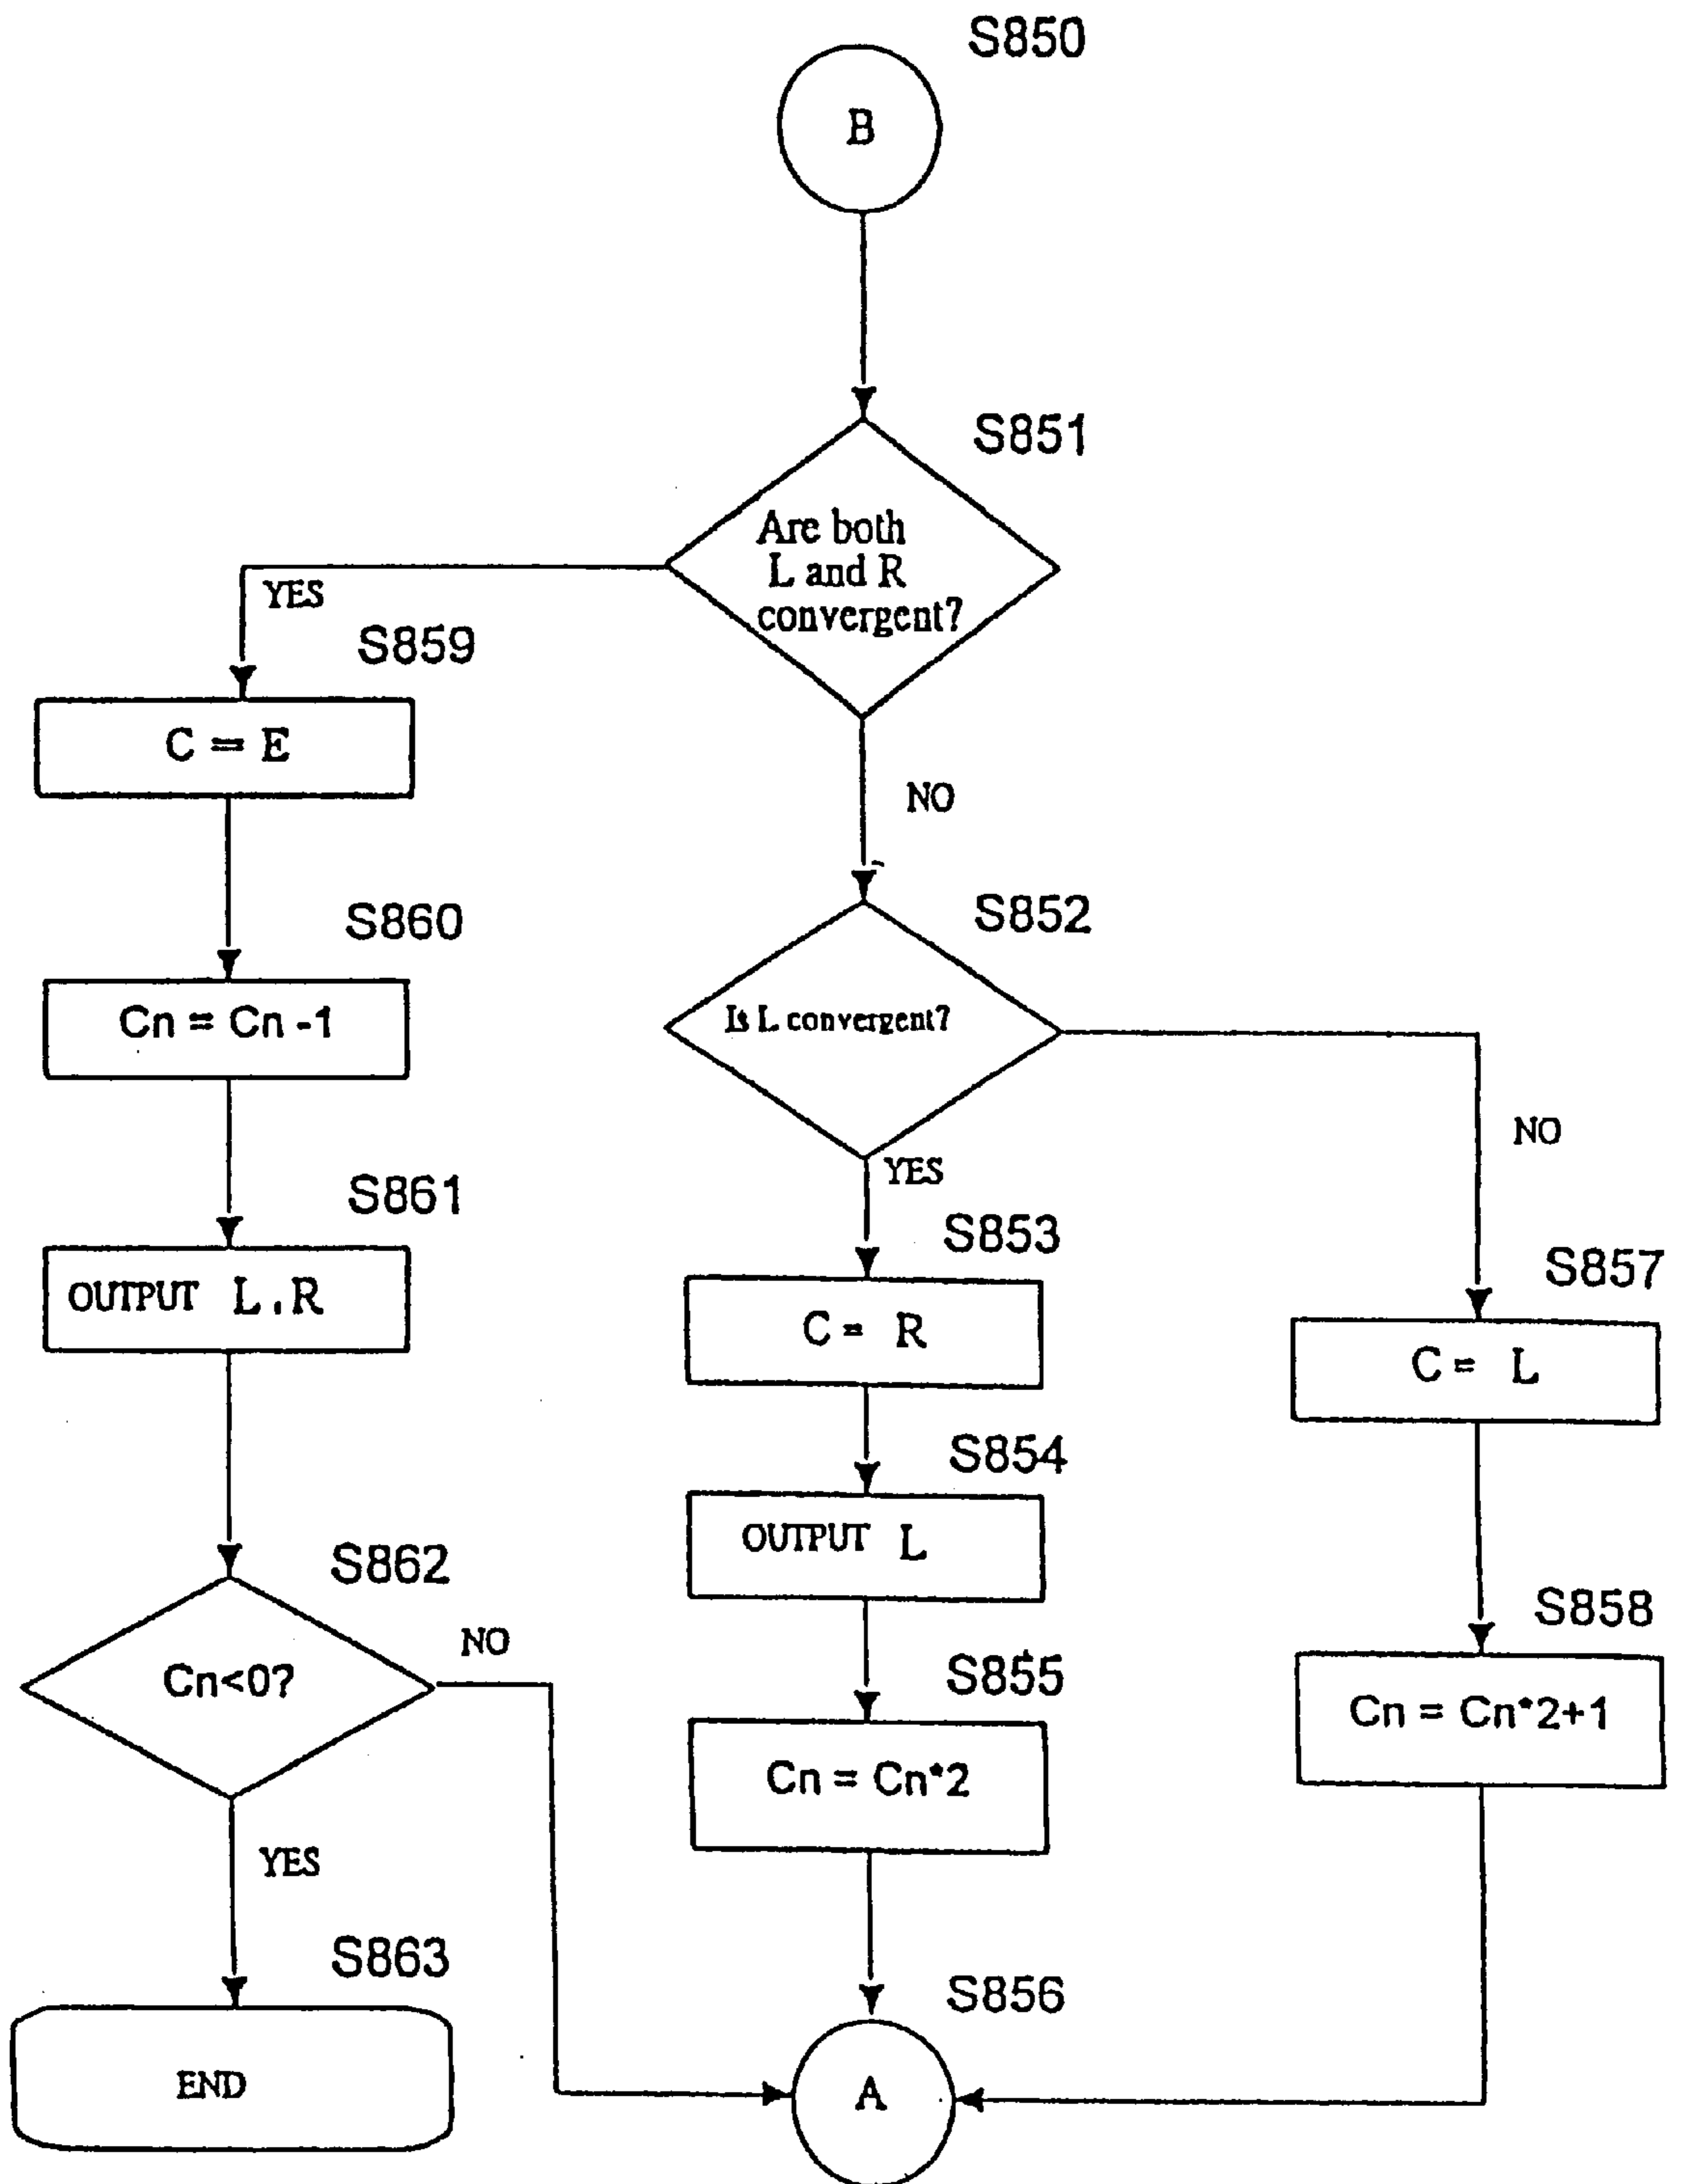 S850
B
S851
Are both
L and R
convergent?
YES
S859
C = E
NO
S860
S852
Cn = Cn -1
Is L convergent?
NO
YES
S861
S853
OUTPUT L.R
S857
C = R
C = L
S854
OUTPUT L
S862
S858
NO
Cn<0?
S855
Cn = Cn*2+1
Cn = Cn*2
YES
S863
S856
END
A